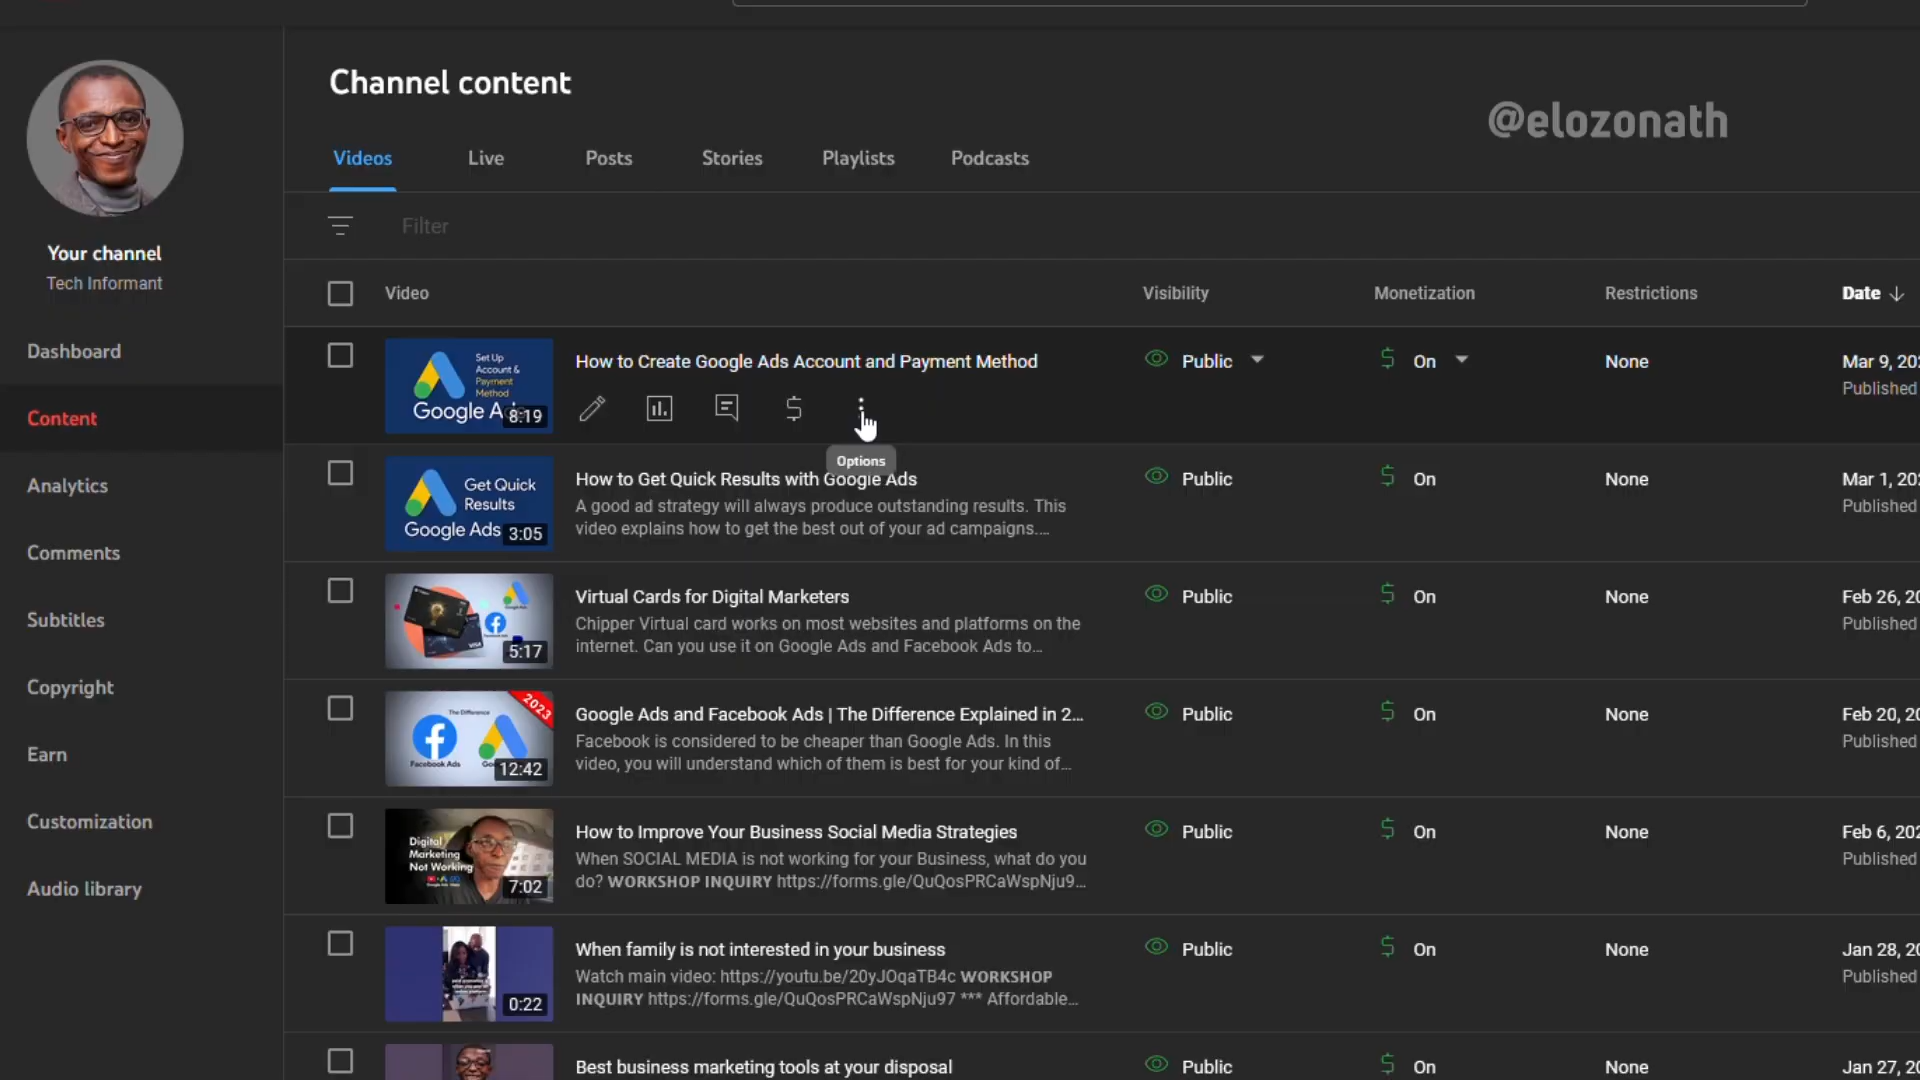 Channel content
@elozonath
Videos Live Posts Stories Playlists Podcasts
Filter
Your channel
Tech Informant
Dashboard
Content
Analytics
Comments
Subtitles
Copyright
Earn
Customization
Audio library
Video Visibility Monetization Restrictions Date
Set Up
Account &
Payment
Method
Google A
8:19
How to Create Google Ads Account and Payment Method
Public On None Mar 9, 202
Published
Options
Get Quick
Results
Google Ads
3:05
How to Get Quick Results with Google Ads
A good ad strategy will always produce outstanding results. This
video explains how to get the best out of your ad campaigns....
Public On None Mar 1, 202
Published
5:17
Virtual Cards for Digital Marketers
Chipper Virtual card works on most websites and platforms on the
internet. Can you use it on Google Ads and Facebook Ads to...
Public On None Feb 26, 20
Published
The Difference
2023
Facebook Ads
12:42
Google Ads and Facebook Ads | The Difference Explained in 2...
Facebook is considered to be cheaper than Google Ads. In this
video, you will understand which of them is best for your kind of...
Public On None Feb 20, 20
Published
Digital
Marketing
Not Working
7:02
How to Improve Your Business Social Media Strategies
When SOCIAL MEDIA is not working for your Business, what do you
do? WORKSHOP INQUIRY https://forms.gle/QuQosPRCaWspNju9...
Public On None Feb 6, 202
Published
0:22
When family is not interested in your business
Watch main video: https://youtu.be/20yJOqaTB4c WORKSHOP
INQUIRY https://forms.gle/QuQosPRCaWspNju97 *** Affordable...
Public On None Jan 28, 20
Published
Best business marketing tools at your disposal
Public On None Jan 27, 20